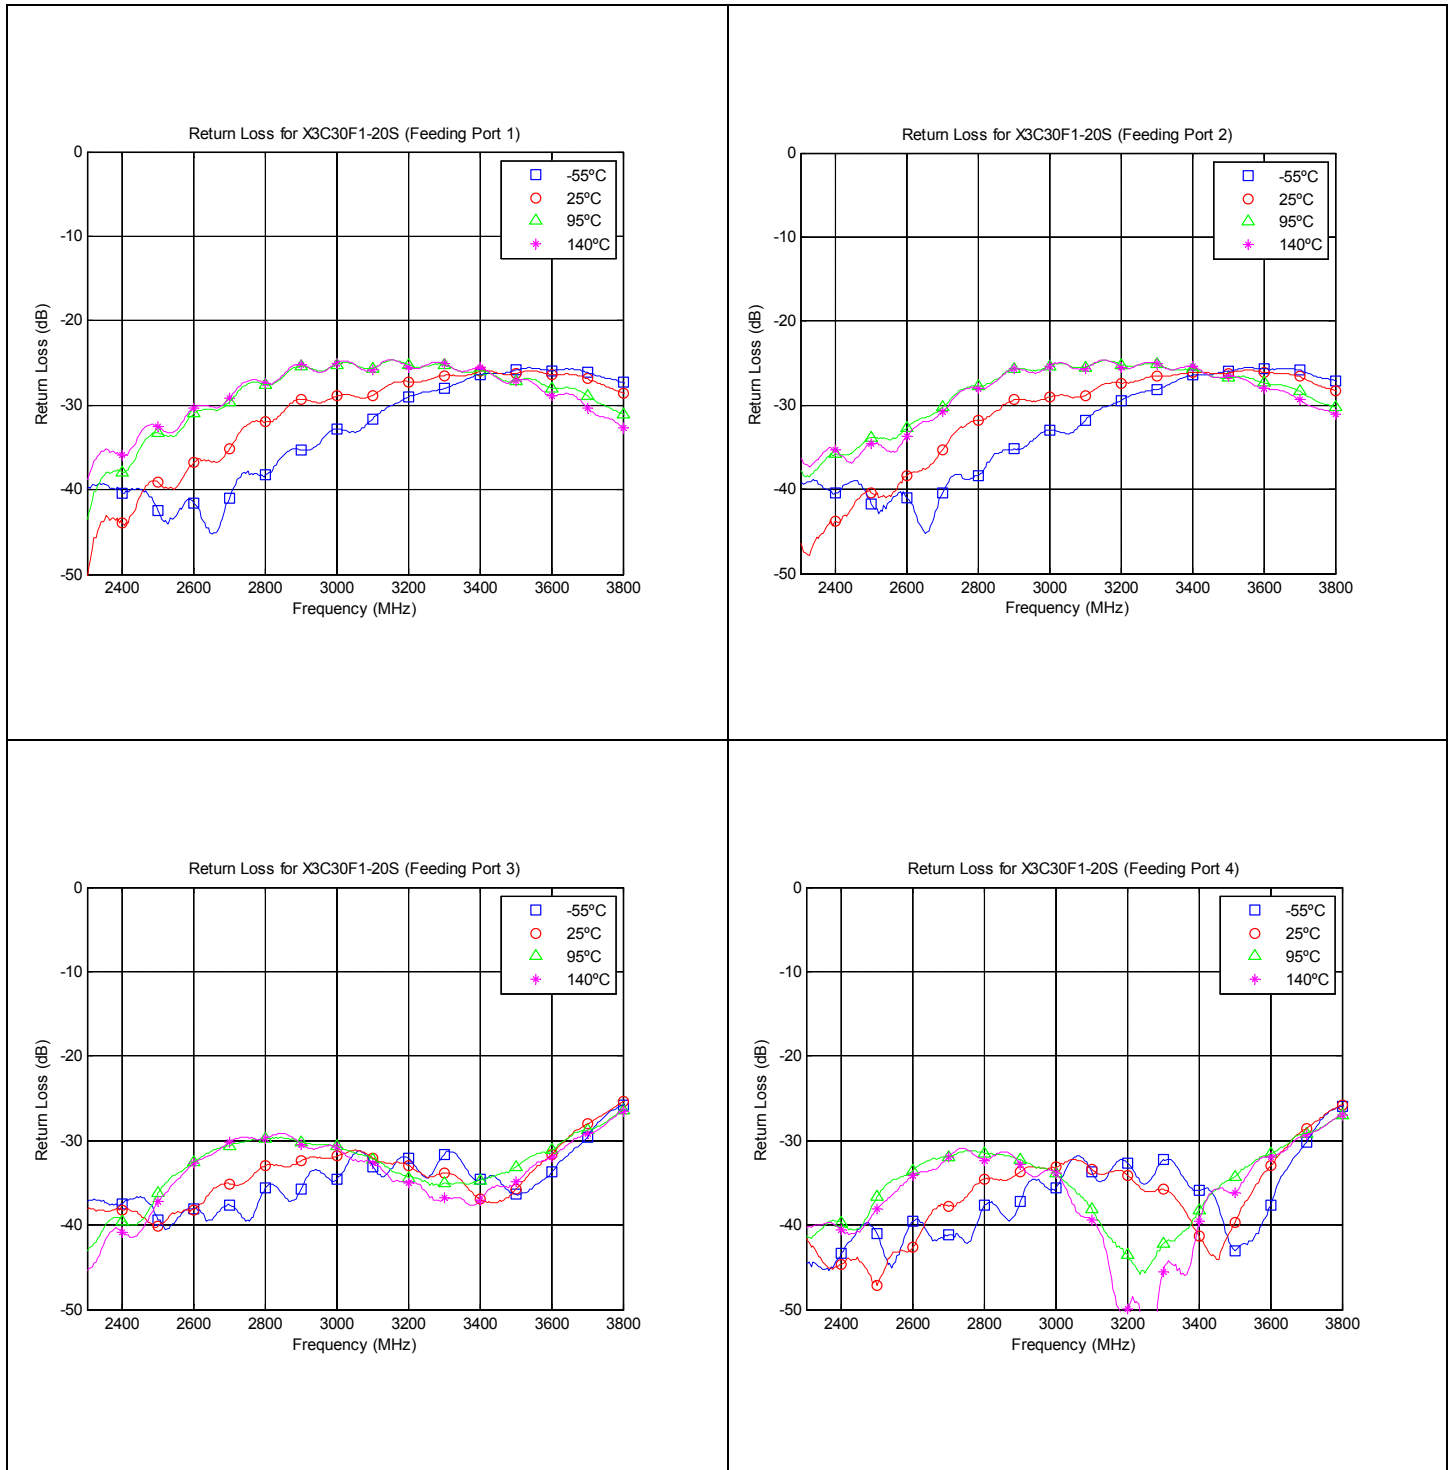 Return Loss for X3C30F1-20S (Feeding Port 1)
0
-10
-20
-30
-40
-50
Return Loss (dB)
2400 2600 2800 3000 3200 3400 3600 3800
Frequency (MHz)
-55ºC
25ºC
95ºC
140ºC
Return Loss for X3C30F1-20S (Feeding Port 2)
0
-10
-20
-30
-40
-50
Return Loss (dB)
2400 2600 2800 3000 3200 3400 3600 3800
Frequency (MHz)
-55ºC
25ºC
95ºC
140ºC
Return Loss for X3C30F1-20S (Feeding Port 3)
0
-10
-20
-30
-40
-50
Return Loss (dB)
2400 2600 2800 3000 3200 3400 3600 3800
Frequency (MHz)
-55ºC
25ºC
95ºC
140ºC
Return Loss for X3C30F1-20S (Feeding Port 4)
0
-10
-20
-30
-40
-50
Return Loss (dB)
2400 2600 2800 3000 3200 3400 3600 3800
Frequency (MHz)
-55ºC
25ºC
95ºC
140ºC